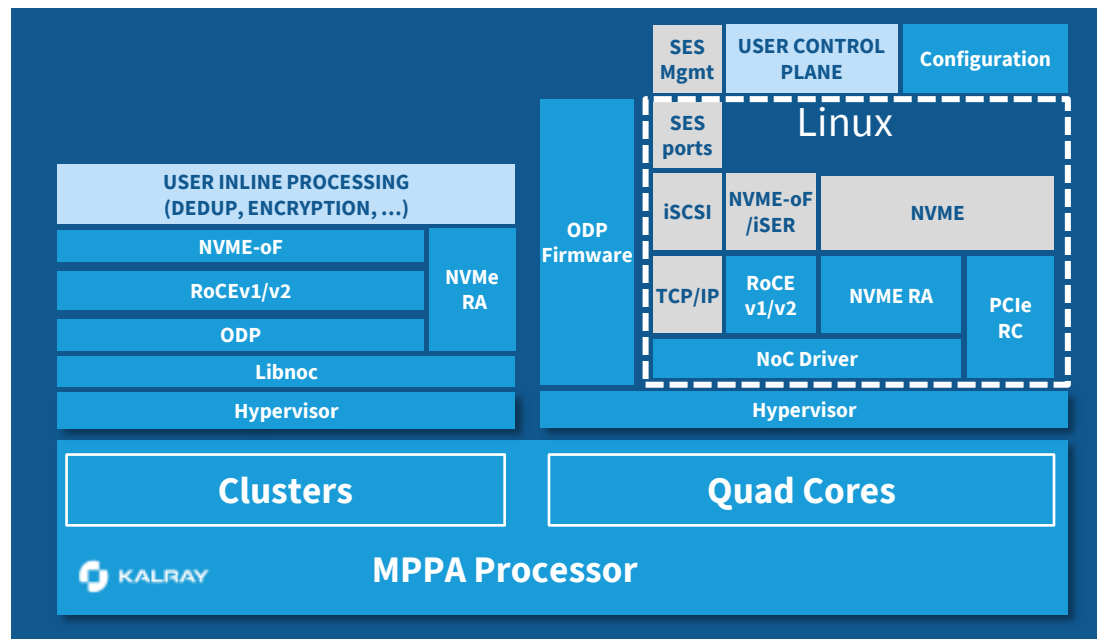 SES
Mgmt
USER CONTROL
PLANE
Configuration
SES
ports
Linux
USER INLINE PROCESSING
(DEDUP, ENCRYPTION, ...)
NVME-oF
RoCEv1/v2
ODP
NVMe
RA
Libnoc
Hypervisor
ODP
Firmware
iSCSI
NVME-oF
/iSER
NVME
TCP/IP
RoCE
v1/v2
NVME RA
PCIe
RC
NoC Driver
Hypervisor
Clusters
Quad Cores
KALRAY
MPPA Processor